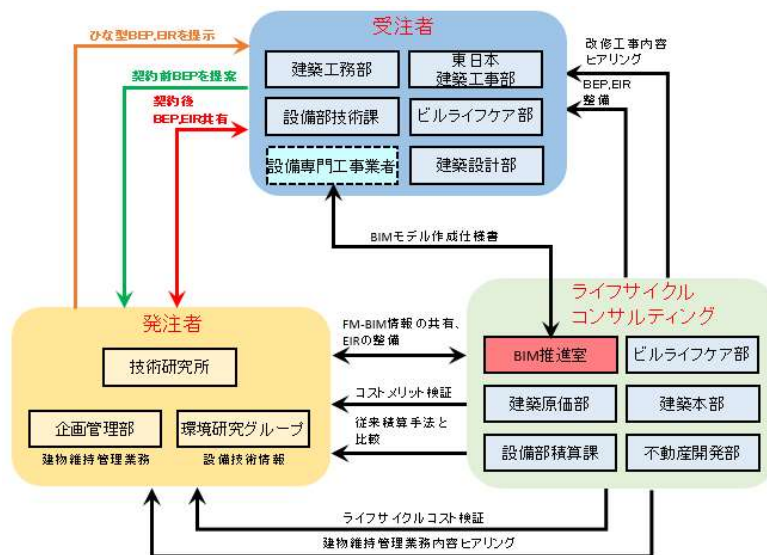 ひな型BEP,EIRを提示
契約前BEPを提案
契約後
BEP,EIR共有
受注者
建築工務部
東日本
建築工事部
設備部技術課
ビルライフケア部
設備専門工事業者
建築設計部
改修工事内容
ヒアリング
BEP,EIR
整備
BIMモデル作成仕様書
発注者
技術研究所
企画管理部
環境研究グループ
建物維持管理業務
設備技術情報
FM-BIM情報の共有、
EIRの整備
コストメリット検証
従来積算手法と
比較
ライフサイクル
コンサルティング
BIM推進室
ビルライフケア部
建築原価部
建築本部
設備部積算課
不動産開発部
ライフサイクルコスト検証
建物維持管理業務内容ヒアリング